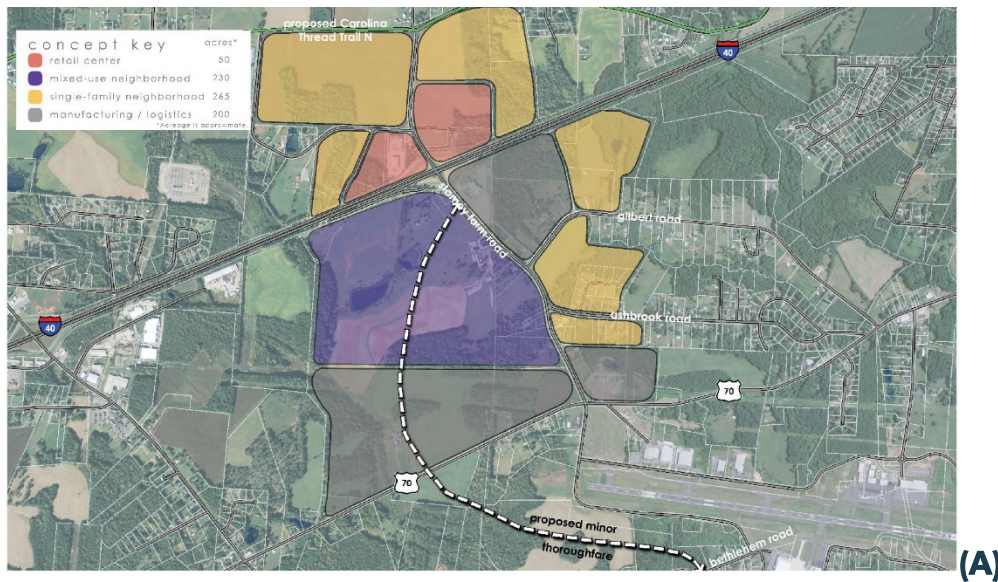 proposed Carolina
Thread Trail N
40
concept key acres*
retail center 50
mixed-use neighborhood 230
single-family neighborhood 265
manufacturing / logistics 200
*Acreage is approximate
stamey farm road
gilbert road
ashbrook road
40
70
70
proposed minor
thoroughfare
bethlehem road
(A)